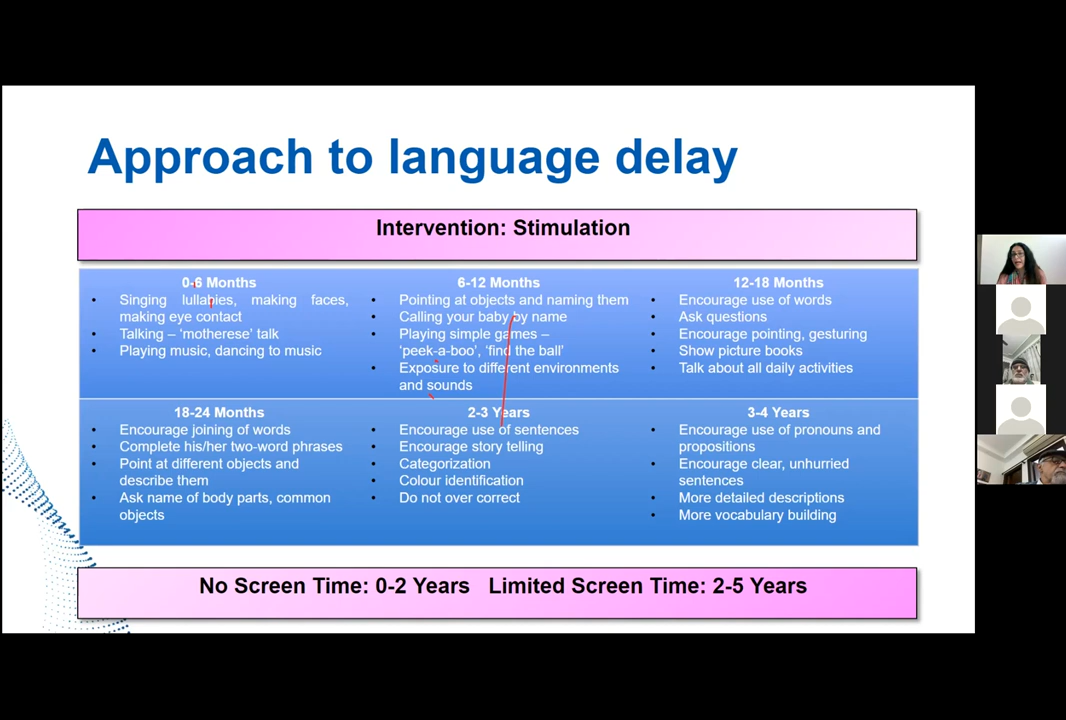 Approach to language delay
Intervention: Stimulation
0-6 Months
• Singing lullabies, making faces,
making eye contact
• Talking – ‘motherese’ talk
• Playing music, dancing to music
6-12 Months
• Pointing at objects and naming them
• Calling your baby by name
• Playing simple games –
‘peek-a-boo’, ‘find the ball’
• Exposure to different environments
and sounds
12-18 Months
• Encourage use of words
• Ask questions
• Encourage pointing, gesturing
• Show picture books
• Talk about all daily activities
18-24 Months
• Encourage joining of words
• Complete his/her two-word phrases
• Point at different objects and
describe them
• Ask name of body parts, common
objects
2-3 Years
• Encourage use of sentences
• Encourage story telling
• Categorization
• Colour identification
• Do not over correct
3-4 Years
• Encourage use of pronouns and
propositions
• Encourage clear, unhurried
sentences
• More detailed descriptions
• More vocabulary building
No Screen Time: 0-2 Years Limited Screen Time: 2-5 Years